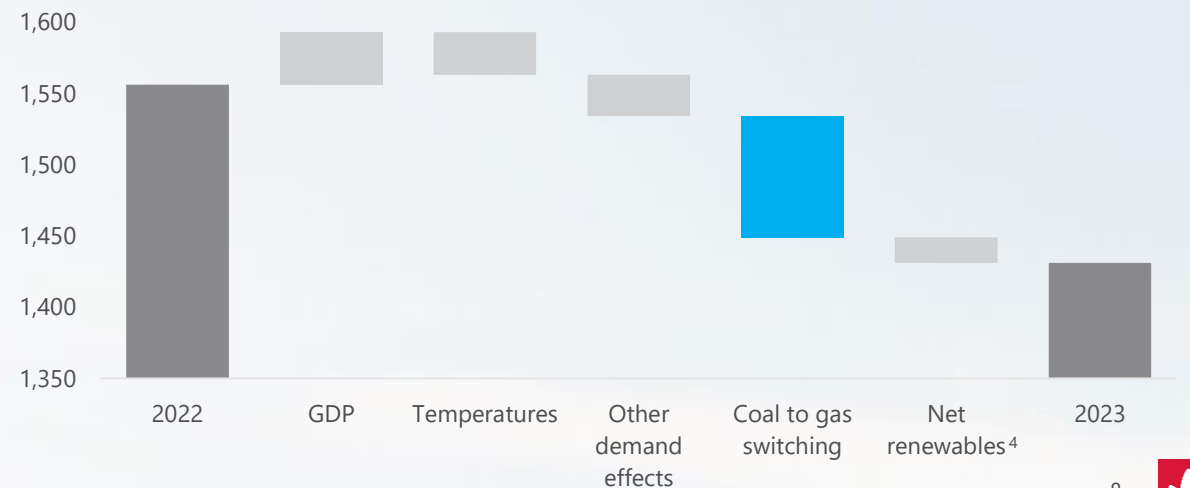 1,600
1,550
1,500
1,450
1,400
1,350
2022 GDP Temperatures Other Coal to gas Net 2023
demand switching renewables⁴
effects